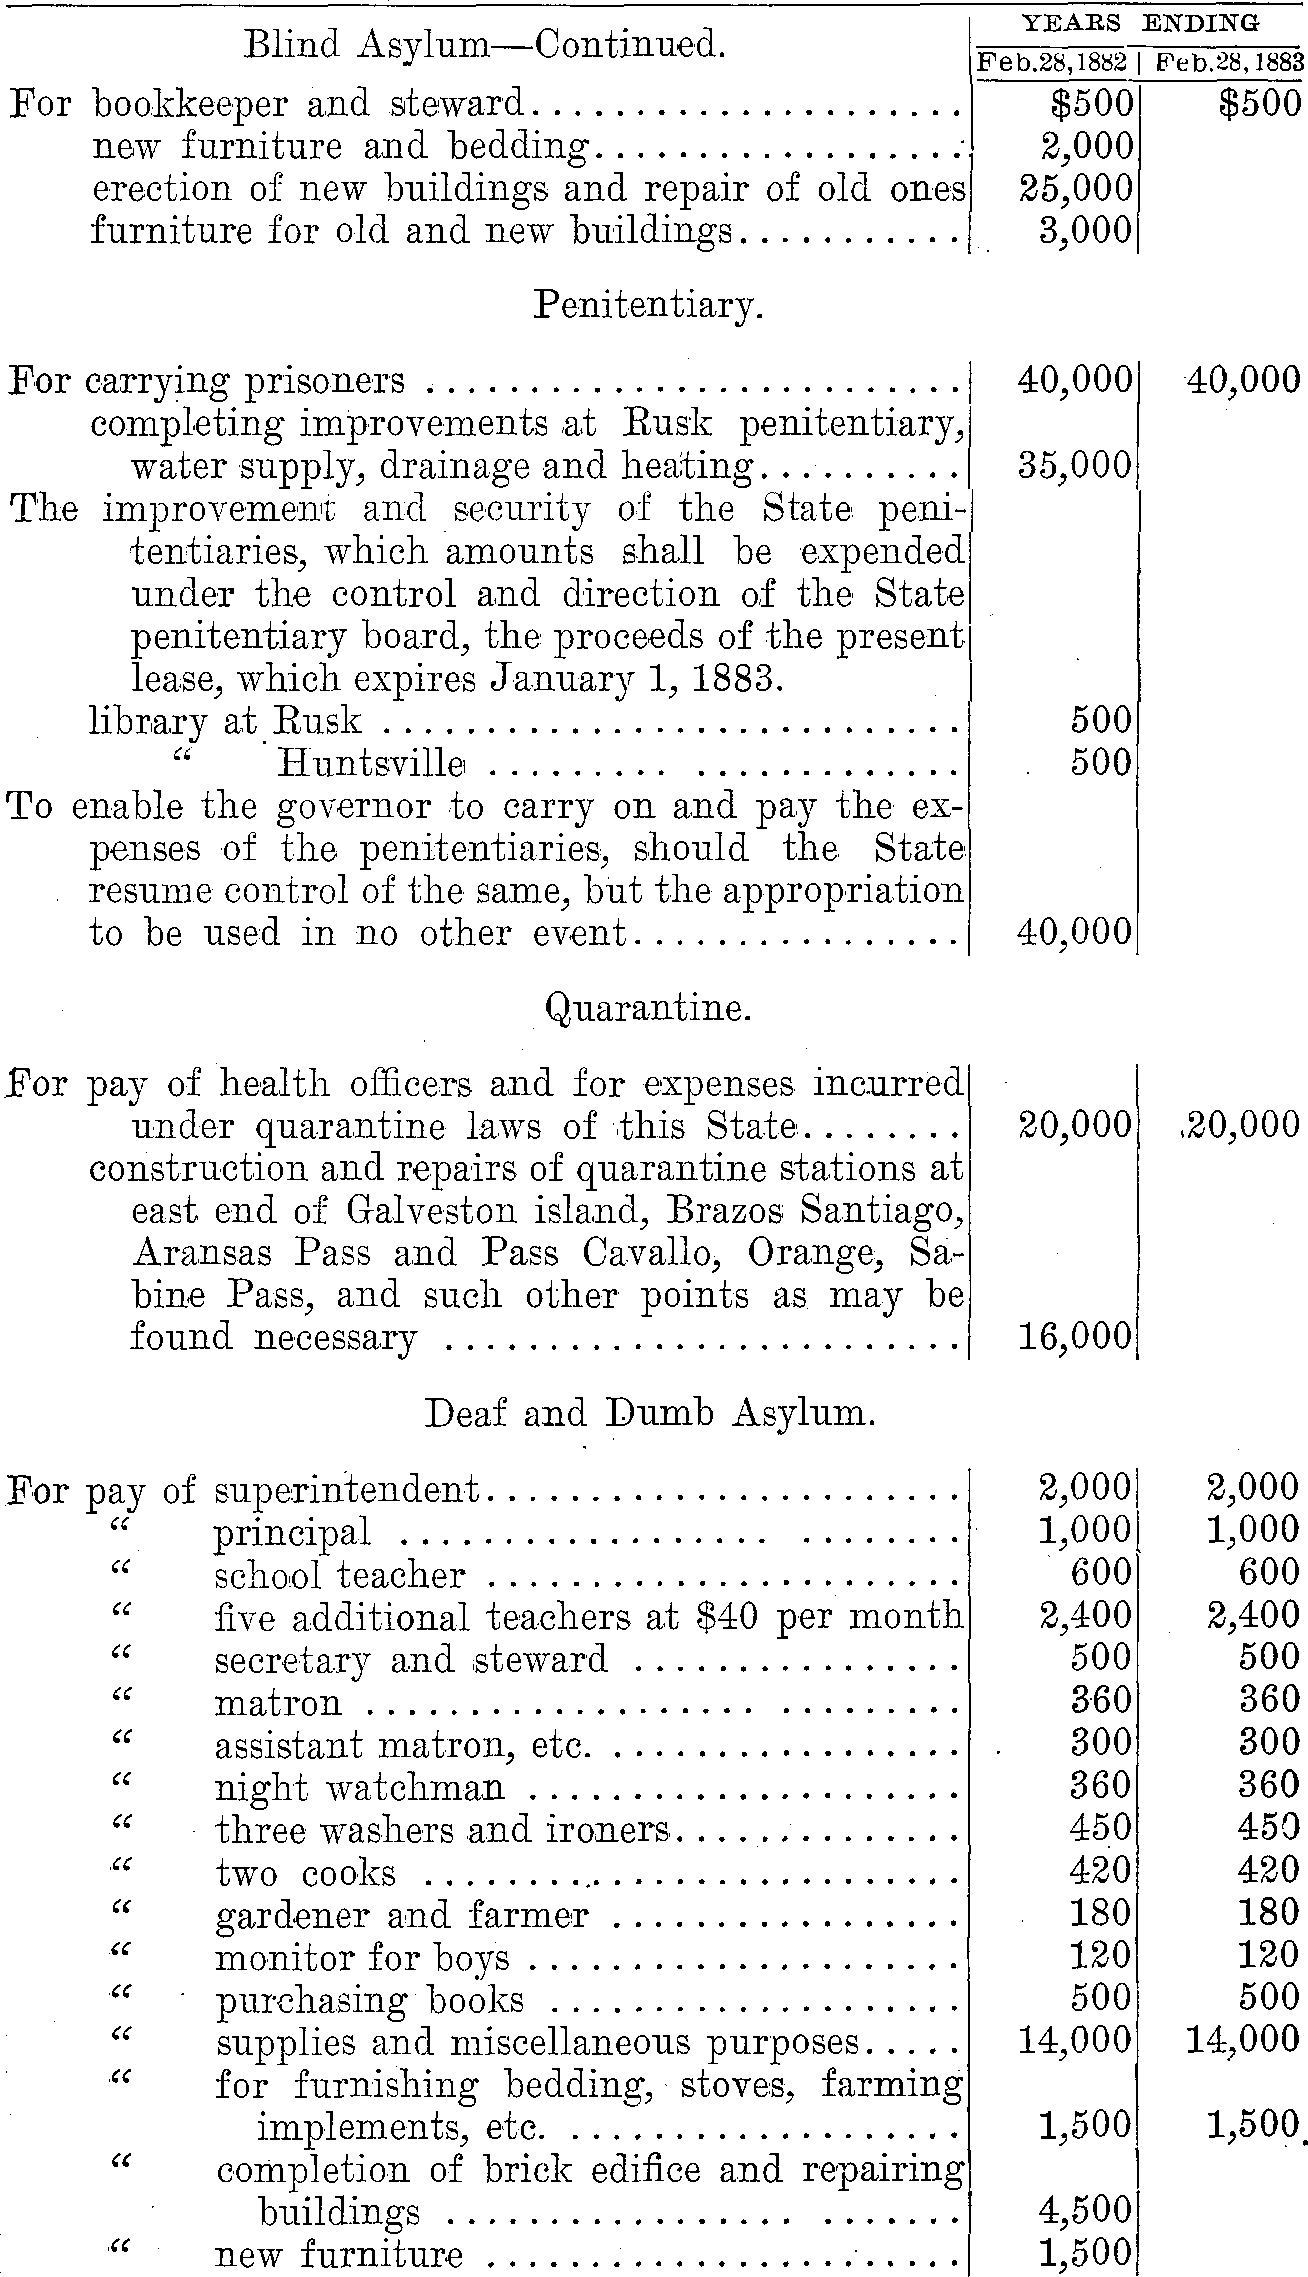 YEARS ENDING
Blind Asylum—Continued.
Feb.28,1882 | Feb.28,1883
For bookkeeper and steward..................... $500 $500
new furniture and bedding.................. 2,000
erection of new buildings and repair of old ones 25,000
furniture for old and new buildings........... 3,000
Penitentiary.
For carrying prisoners .......................... 40,000 40,000
completing improvements at Rusk penitentiary,
water supply, drainage and heating.......... 35,000
The improvement and security of the State peni-
tentiaries, which amounts shall be expended
under the control and direction of the State
penitentiary board, the proceeds of the present
lease, which expires January 1, 1883.
library at Rusk ............................ 500
“ Huntsville ......... ............. 500
To enable the governor to carry on and pay the ex-
penses of the penitentiaries, should the State
resume control of the same, but the appropriation
to be used in no other event................ 40,000
Quarantine.
For pay of health officers and for expenses incurred
under quarantine laws of this State........ 20,000 20,000
construction and repairs of quarantine stations at
east end of Galveston island, Brazos Santiago,
Aransas Pass and Pass Cavallo, Orange, Sa-
bine Pass, and such other points as may be
found necessary ......................... 16,000
Deaf and Dumb Asylum.
For pay of superintendent....................... 2,000 2,000
“ principal .................. ........ 1,000 1,000
“ school teacher ....................... 600 600
“ five additional teachers at $40 per month 2,400 2,400
“ secretary and steward ................ 500 500
“ matron ................... ......... 360 360
“ assistant matron, etc. ................. 300 300
“ night watchman ..................... 360 360
“ three washers and ironers.............. 450 450
“ two cooks .......................... 420 420
“ gardener and farmer ................. 180 180
“ monitor for boys ..................... 120 120
“ purchasing books .................... 500 500
“ supplies and miscellaneous purposes..... 14,000 14,000
“ for furnishing bedding, stoves, farming
implements, etc. ................... 1,500 1,500
“ completion of brick edifice and repairing
buildings ................. ....... 4,500
“ new furniture ....................... 1,500